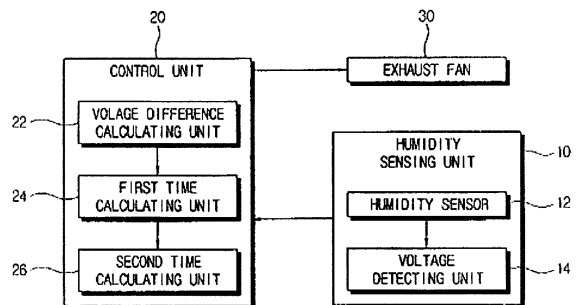 20
30
CONTROL UNIT
EXHAUST FAN
22
VOLAGE DIFFERENCE
CALCULATING UNIT
HUMIDITY
SENSING UNIT
10
24
FIRST TIME
CALCULATING UNIT
HUMIDITY SENSOR
12
26
SECOND TIME
CALCULATING UNIT
VOLTAGE
DETECTING UNIT
14